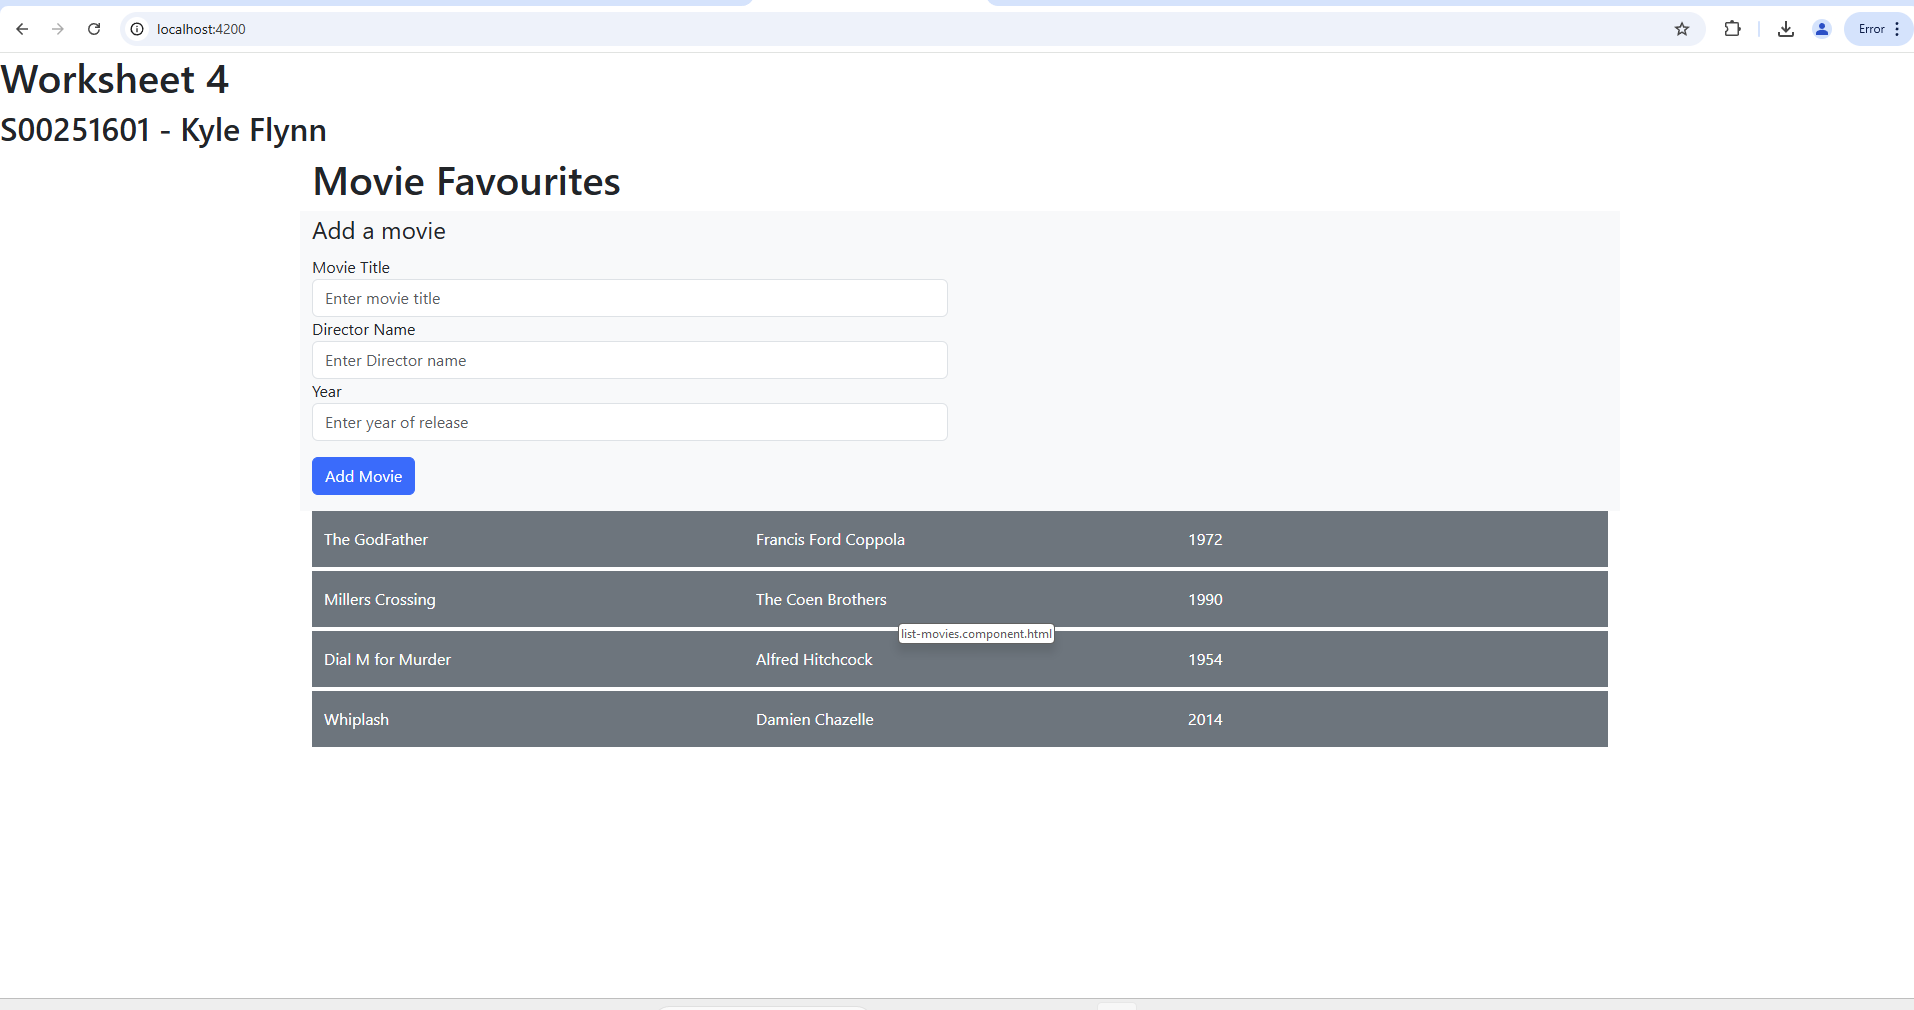 localhost:4200
Error
Worksheet 4
S00251601 - Kyle Flynn
Movie Favourites
Add a movie
Movie Title
Enter movie title
Director Name
Enter Director name
Year
Enter year of release
Add Movie
The GodFather Francis Ford Coppola 1972
Millers Crossing The Coen Brothers 1990
list-movies.component.html
Dial M for Murder Alfred Hitchcock 1954
Whiplash Damien Chazelle 2014